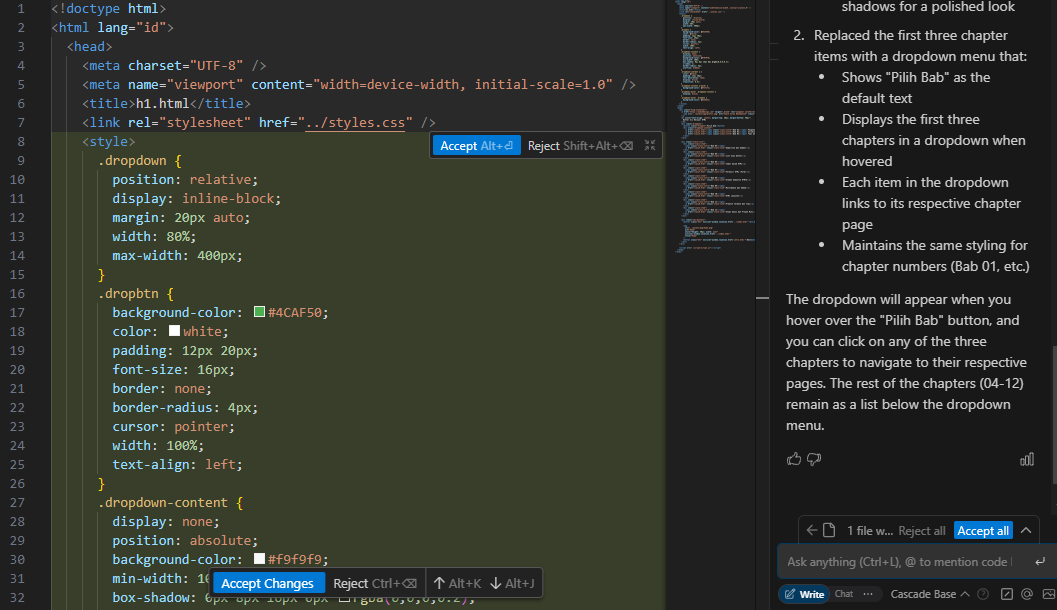 1 <!doctype html>
2 <html lang="id">
3 <head>
4 <meta charset="UTF-8" />
5 <meta name="viewport" content="width=device-width, initial-scale=1.0" />
6 <title>h1.html</title>
7 <link rel="stylesheet" href="../styles.css" />
8 <style>
Accept Alt+⏎ Reject Shift+Alt+⌫
9 .dropdown {
10 position: relative;
11 display: inline-block;
12 margin: 20px auto;
13 width: 80%;
14 max-width: 400px;
15 }
16 .dropbtn {
17 background-color: #4CAF50;
18 color: white;
19 padding: 12px 20px;
20 font-size: 16px;
21 border: none;
22 border-radius: 4px;
23 cursor: pointer;
24 width: 100%;
25 text-align: left;
26 }
27 .dropdown-content {
28 display: none;
29 position: absolute;
30 background-color: #f9f9f9;
31 min-width:
32 box-shadow: 0px 8px 16px 0px rgba(0,0,0,0.2);
Accept Changes Reject Ctrl+⌫ ↑ Alt+K ↓ Alt+J
shadows for a polished look
2. Replaced the first three chapter
items with a dropdown menu that:
• Shows "Pilih Bab" as the
default text
• Displays the first three
chapters in a dropdown when
hovered
• Each item in the dropdown
links to its respective chapter
page
• Maintains the same styling for
chapter numbers (Bab 01, etc.)
The dropdown will appear when you
hover over the "Pilih Bab" button, and
you can click on any of the three
chapters to navigate to their respective
pages. The rest of the chapters (04-12)
remain as a list below the dropdown
menu.
1 file w... Reject all Accept all
Ask anything (Ctrl+L), @ to mention code
Write Chat ... Cascade Base